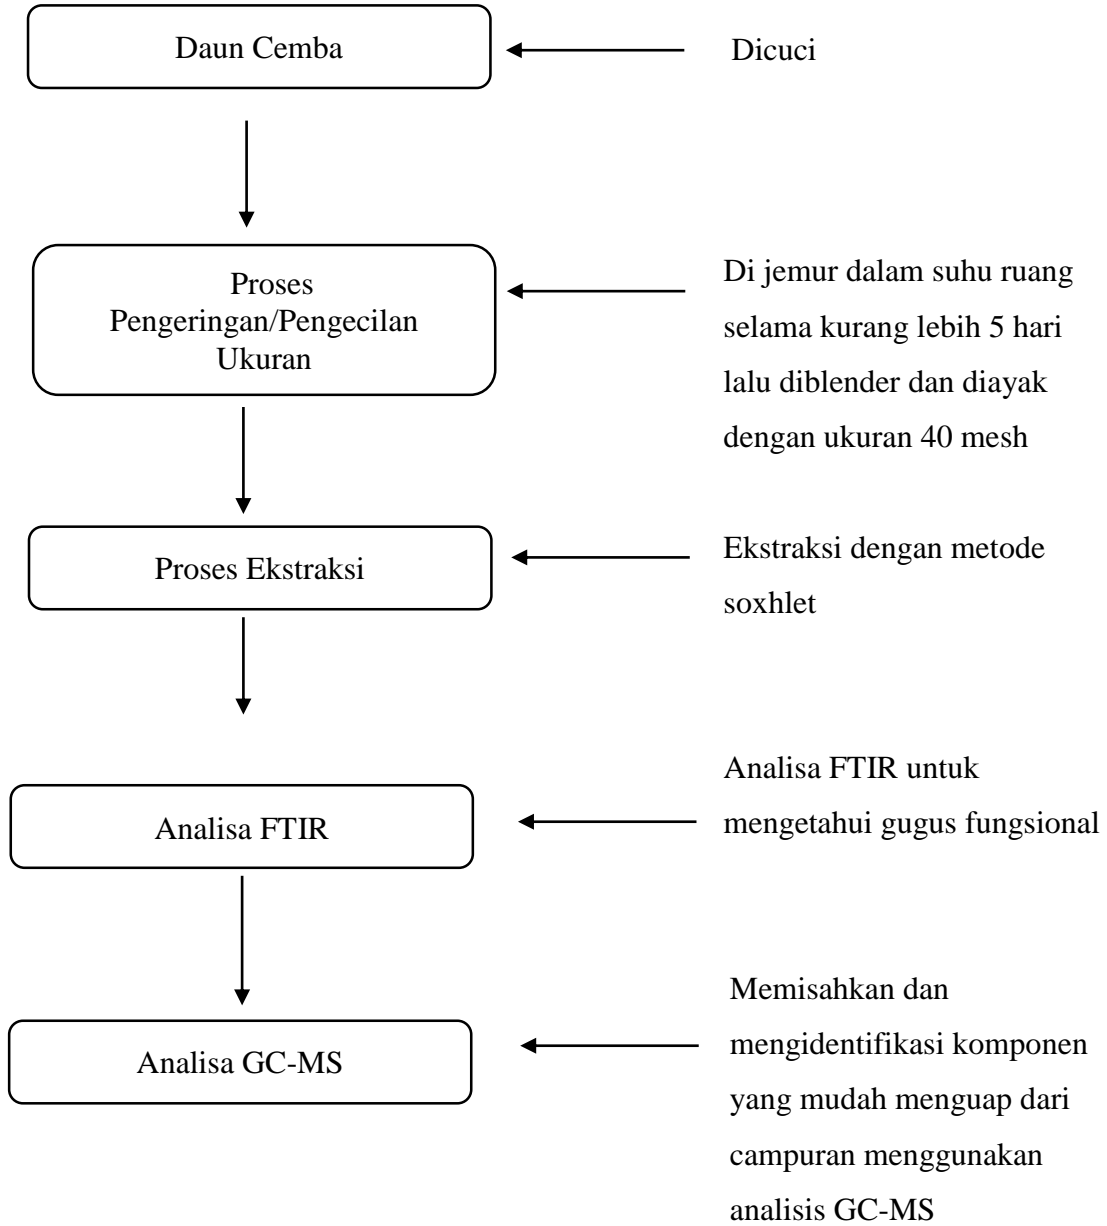 Daun Cemba
Dicuci
Proses
Pengeringan/Pengecilan
Ukuran
Di jemur dalam suhu ruang
selama kurang lebih 5 hari
lalu diblender dan diayak
dengan ukuran 40 mesh
Proses Ekstraksi
Ekstraksi dengan metode
soxhlet
Analisa FTIR
Analisa FTIR untuk
mengetahui gugus fungsional
Analisa GC-MS
Memisahkan dan
mengidentifikasi komponen
yang mudah menguap dari
campuran menggunakan
analisis GC-MS